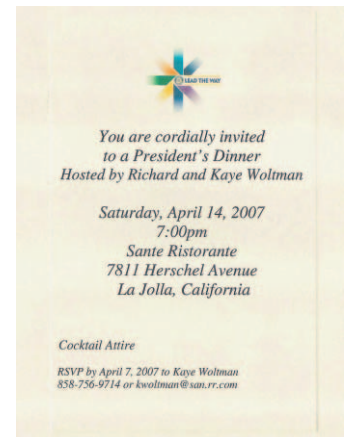 LEAD THE WAY
You are cordially invited
to a President's Dinner
Hosted by Richard and Kaye Woltman
Saturday, April 14, 2007
7:00pm
Sante Ristorante
7811 Herschel Avenue
La Jolla, California
Cocktail Attire
RSVP by April 7, 2007 to Kaye Woltman
858-756-9714 or kwoltman@san.rr.com